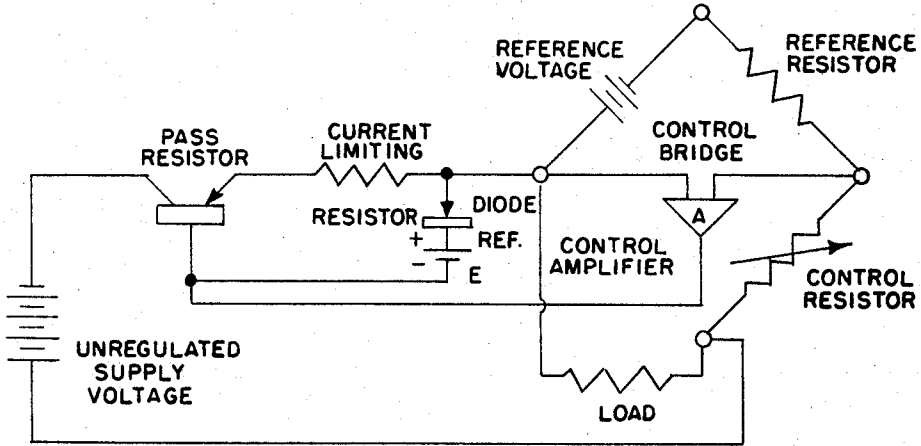 REFERENCE
VOLTAGE
REFERENCE
RESISTOR
PASS
RESISTOR
CURRENT
LIMITING
CONTROL
BRIDGE
RESISTOR
DIODE
+
REF.
-
E
A
CONTROL
AMPLIFIER
CONTROL
RESISTOR
UNREGULATED
SUPPLY
VOLTAGE
LOAD